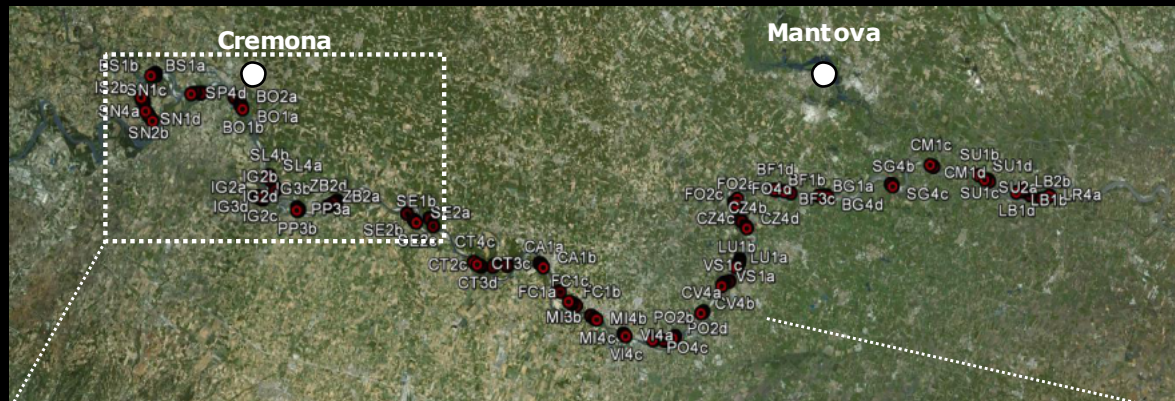 Cremona
Mantova
BS1b
BS1a
IS2b
SN1c
SP4d
SN4a
SN1d
SN2b
BO2a
BO1a
BO1b
SL4b
SL4a
IG2b
IG2a
IG3b
IG2d
IG3d
IG2c
ZB2d
ZB2a
PP3a
PP3b
SE1b
SE2a
SE2b
SE2c
CT4c
CT2c
CT3c
CT3d
CA1a
CA1b
FC1c
FC1a
FC1b
MI3b
MI4b
MI4c
VI4a
VI4c
PO2b
PO2d
PO4c
CV4a
CV4b
VS1c
VS1a
LU1b
LU1a
CZ4b
CZ4c
CZ4d
FO2a
FO2c
FO4d
BF1d
BF1b
BF3c
BG1a
BG4d
SG4b
SG4c
CM1c
CM1d
SU1b
SU1d
SU1c
SU2a
LB2b
LB1b
LB1d
LR4a